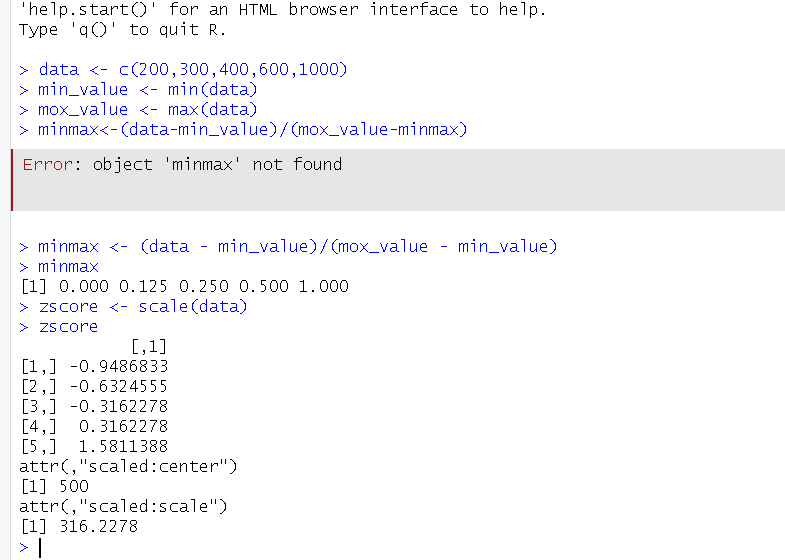 'help.start()' for an HTML browser interface to help.
Type 'q()' to quit R.
> data <- c(200,300,400,600,1000)
> min_value <- min(data)
> mox_value <- max(data)
> minmax<-(data-min_value)/(mox_value-minmax)
Error: object 'minmax' not found
> minmax <- (data - min_value)/(mox_value - min_value)
> minmax
[1] 0.000 0.125 0.250 0.500 1.000
> zscore <- scale(data)
> zscore
[,1]
[1,] -0.9486833
[2,] -0.6324555
[3,] -0.3162278
[4,] 0.3162278
[5,] 1.5811388
attr(,"scaled:center")
[1] 500
attr(,"scaled:scale")
[1] 316.2278
>